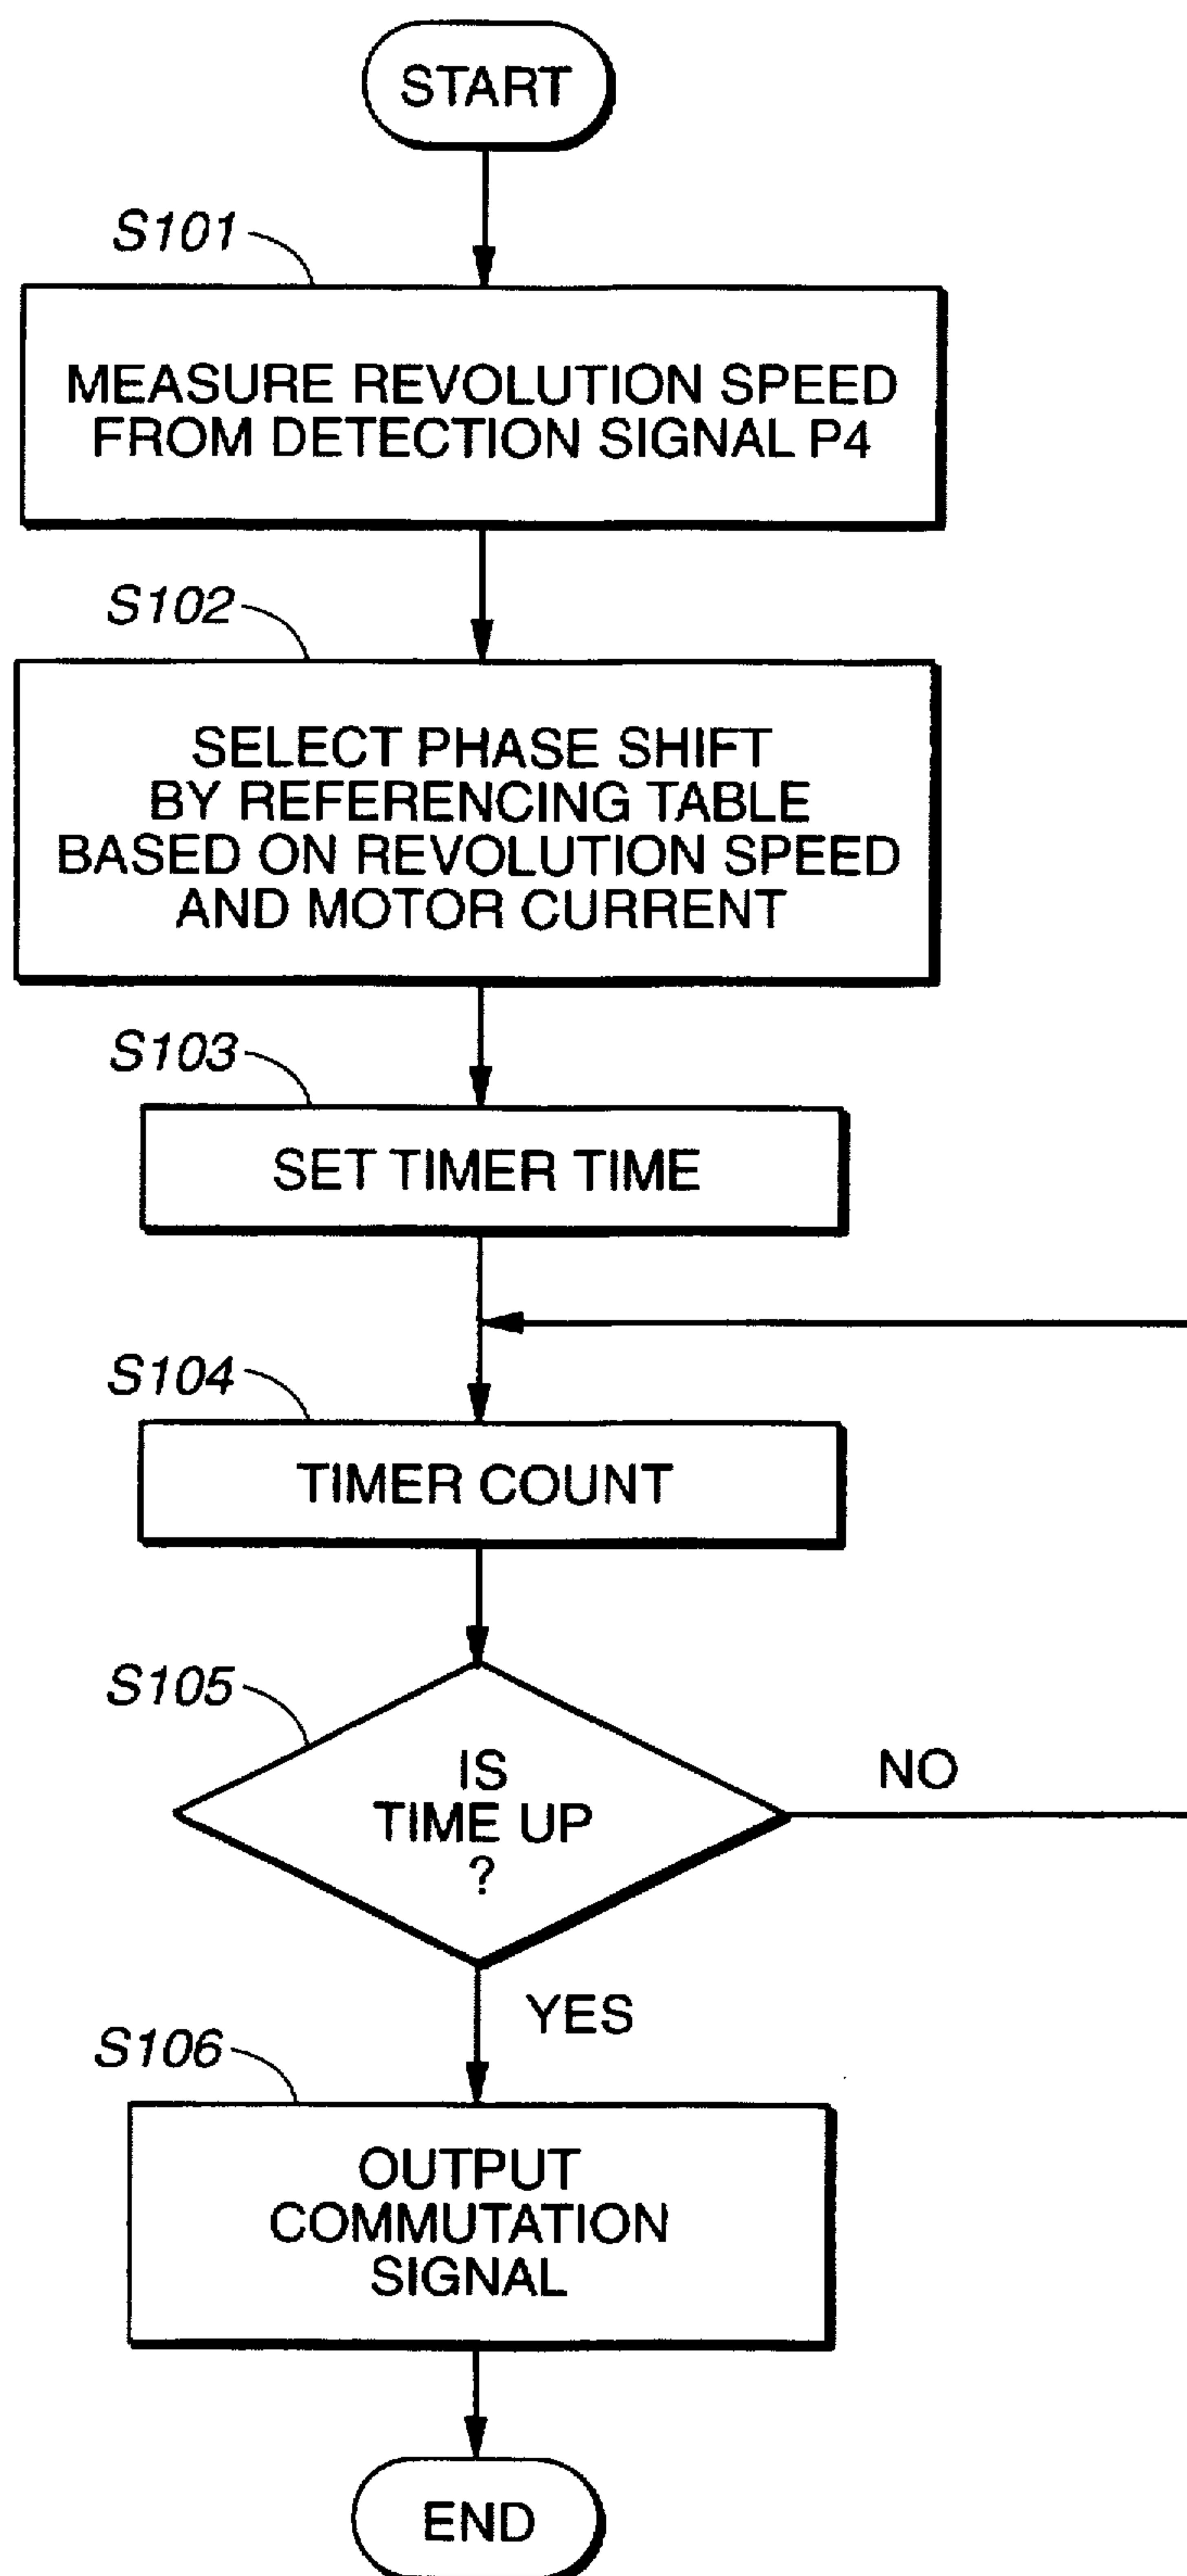 START
S101
MEASURE REVOLUTION SPEED
FROM DETECTION SIGNAL P4
S102
SELECT PHASE SHIFT
BY REFERENCING TABLE
BASED ON REVOLUTION SPEED
AND MOTOR CURRENT
S103
SET TIMER TIME
S104
TIMER COUNT
S105
IS
TIME UP
?
NO
YES
S106
OUTPUT
COMMUTATION
SIGNAL
END